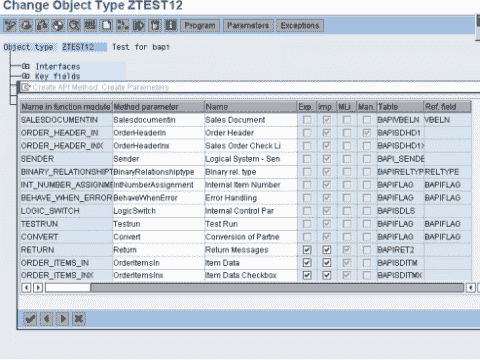 Change Object Type ZTEST12
Program Parameters Exceptions
Object type ZTEST12 Test for bapi
Interfaces
Key fields
Create API Method: Create Parameters
Name in function module Method parameter Name Exp. Imp. MLi Man. Table Ref. field
SALESDOCUMENTIN Salesdocumentin Sales Document BAPIVBELN VBELN
ORDER_HEADER_IN OrderHeaderIn Order Header BAPISDHD1
ORDER_HEADER_INX OrderHeaderInx Sales Order Check Li BAPISDHD1X
SENDER Sender Logical System - Sen BAPI_SENDE
BINARY_RELATIONSHIPT BinaryRelationshiptype Binary rel. type BAPIRELTYP RELTYPE
INT_NUMBER_ASSIGNME IntNumberAssignment Internal Item Number BAPIFLAG BAPIFLAG
BEHAVE_WHEN_ERROR BehaveWhenError Error Handling BAPIFLAG BAPIFLAG
LOGIC_SWITCH LogicSwitch Internal Control Par BAPISDLS
TESTRUN Testrun Test Run BAPIFLAG BAPIFLAG
CONVERT Convert Conversion of Partne BAPIFLAG BAPIFLAG
RETURN Return Return Messages BAPIRET2
ORDER_ITEMS_IN OrderItemsIn Item Data BAPISDITM
ORDER_ITEMS_INX OrderItemsInx Item Data Checkbox BAPISDITMX